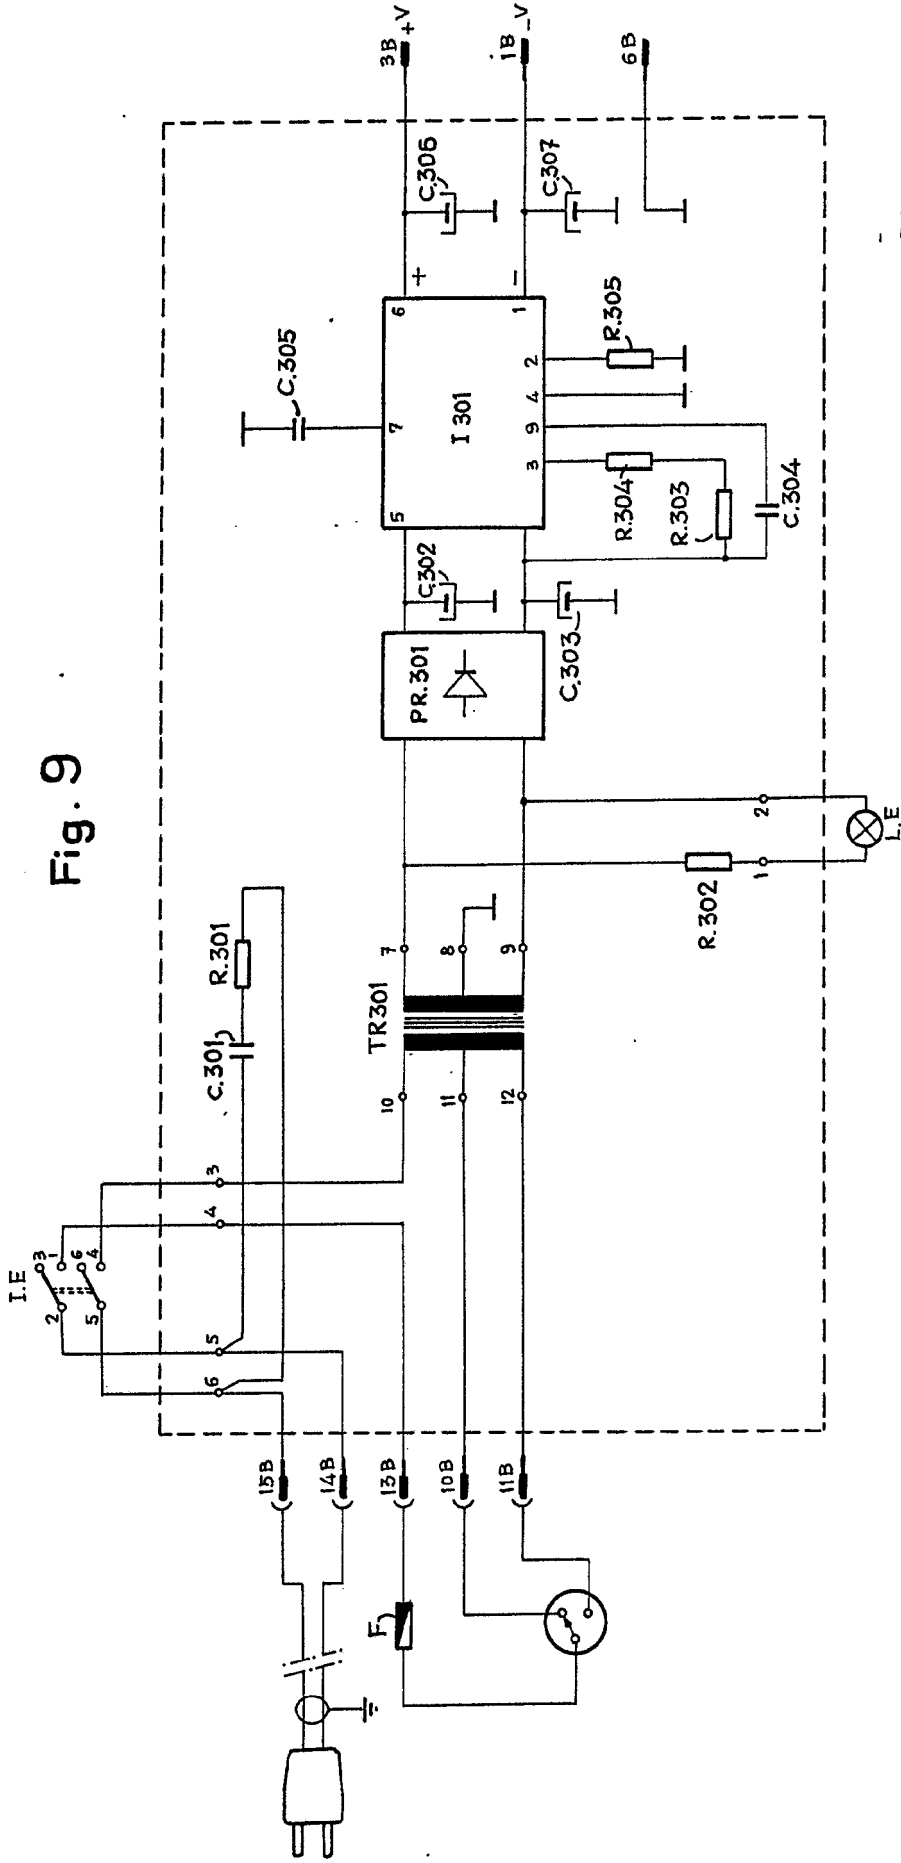 Fig. 9
I.E
3
1
6
4
2
5
6
5
4
3
C.301
R.301
15B
14B
13B
10B
11B
F
10
11
12
TR301
7
8
9
R.302
1
2
L.E
PR.301
C.302
C.303
5
7
6
I 301
3
9
4
2
1
+
-
C.305
R.304
R.303
C.304
R.305
C.306
C.307
3B +V
1B -V
6B